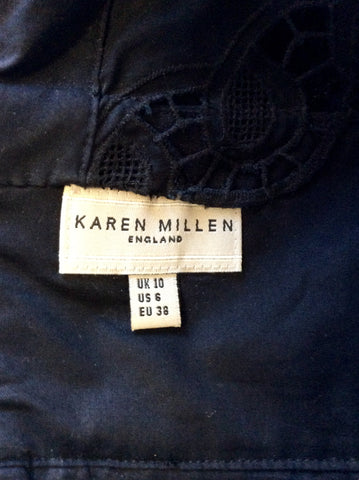 KAREN MILLEN
ENGLAND
UK 10
US 6
EU 38